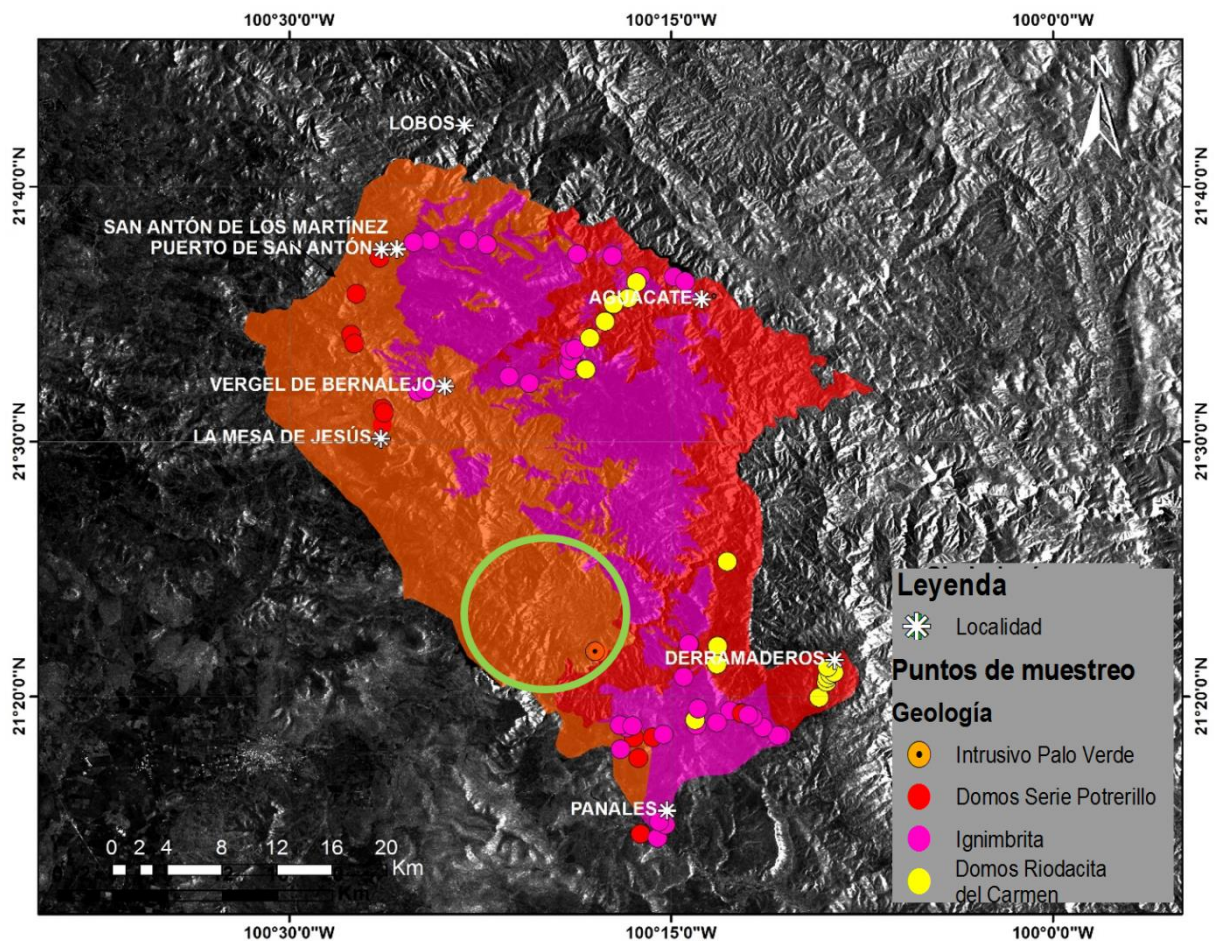 100°30'0"W
100°15'0"W
100°0'0"W
N
LOBOS
21°40'0"N
21°40'0"N
SAN ANTÓN DE LOS MARTÍNEZ
PUERTO DE SAN ANTÓN
AGUACATE
VERGEL DE BERNALEJO
LA MESA DE JESÚS
21°30'0"N
21°30'0"N
Leyenda
Localidad
DERRAMADEROS
Puntos de muestreo
21°20'0"N
21°20'0"N
Geología
Intrusivo Palo Verde
Domos Serie Potrerillo
PANALES
Ignimbrita
0 2 4 8 12 16 20
Km
Km
Domos Riodacita
del Carmen
100°30'0"W
100°15'0"W
100°0'0"W